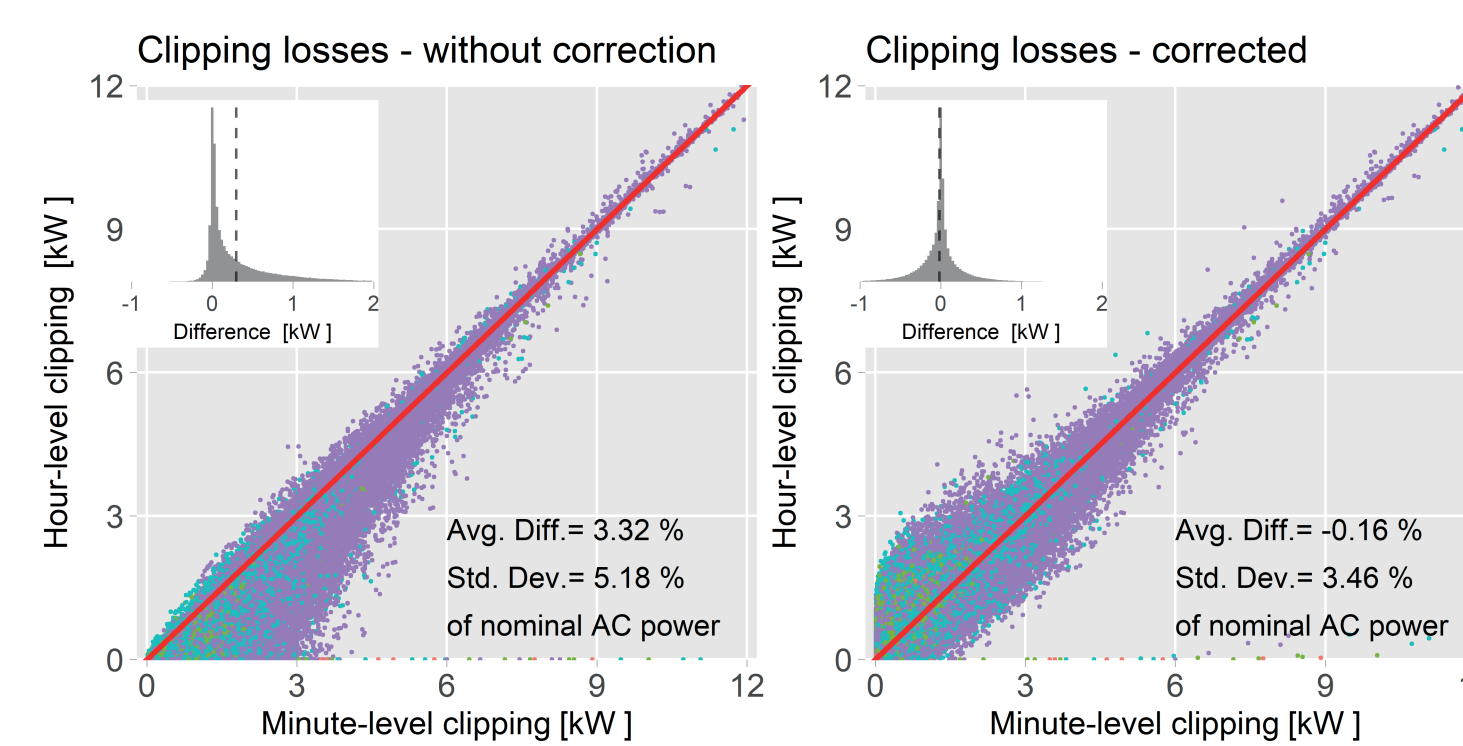 Clipping losses - without correction
12
9
6
3
0
0
3
6
9
12
Hour-level clipping [kW ]
Minute-level clipping [kW ]
-1
0
1
2
Difference [kW ]
Avg. Diff.= 3.32 %
Std. Dev.= 5.18 %
of nominal AC power
Clipping losses - corrected
12
9
6
3
0
0
3
6
9
1
Hour-level clipping [kW ]
Minute-level clipping [kW ]
-1
0
1
2
Difference [kW ]
Avg. Diff.= -0.16 %
Std. Dev.= 3.46 %
of nominal AC power